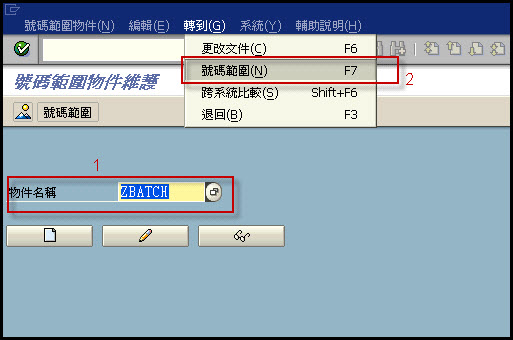 號碼範圍物件(N) 編輯(E) 轉到(G) 系統(Y) 輔助說明(H)
更改文件(C) F6
號碼範圍(N) F7
2
跨系統比較(S) Shift+F6
退回(B) F3
號碼範圍物件維護
號碼範圍
1
物件名稱 ZBATCH